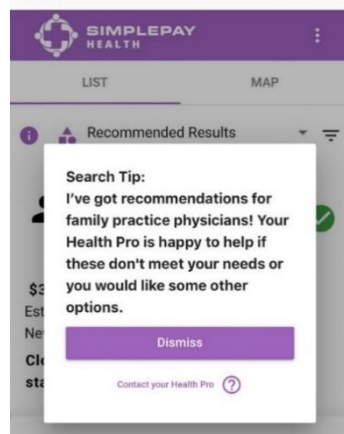 SIMPLEPAY
HEALTH
LIST MAP
Recommended Results
Search Tip:
I've got recommendations for
family practice physicians! Your
Health Pro is happy to help if
these don't meet your needs or
you would like some other
options.
Dismiss
Contact your Health Pro